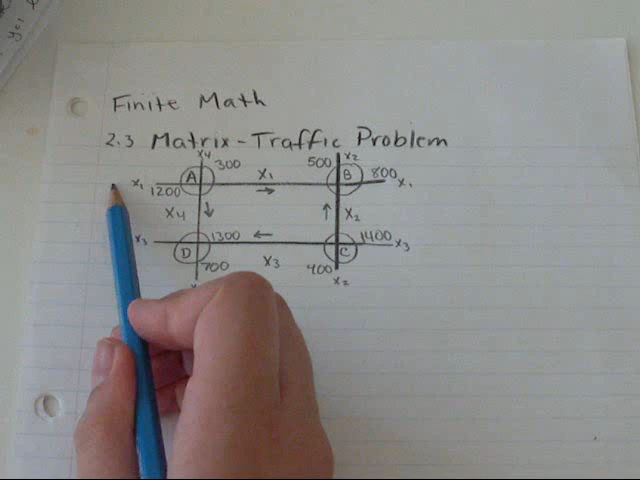 Finite Math
2.3 Matrix-Traffic Problem
x4 300 x1 500 x2
x1 1200 A B 800 x1
x4 x2
x3 1300 1400 x3
D 700 x3 400 C
x x2